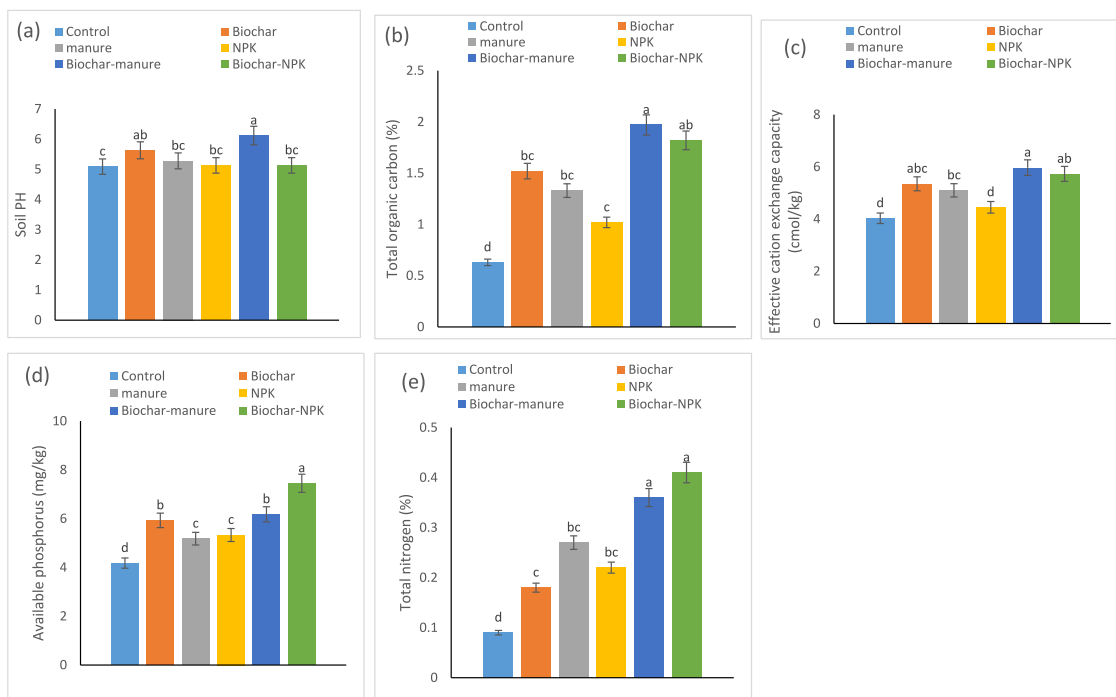 (a)
Control
Biochar
manure
NPK
Biochar-manure
Biochar-NPK
Soil PH
7
6
5
4
3
2
1
0
c
ab
bc
bc
a
bc
(b)
Control
Biochar
manure
NPK
Biochar-manure
Biochar-NPK
Total organic carbon (%)
2.5
2
1.5
1
0.5
0
d
bc
bc
c
a
ab
(c)
Control
Biochar
manure
NPK
Biochar-manure
Biochar-NPK
Effective cation exchange capacity
(cmol/kg)
8
6
4
2
0
d
abc
bc
d
a
ab
(d)
Control
Biochar
manure
NPK
Biochar-manure
Biochar-NPK
Available phosphorus (mg/kg)
10
8
6
4
2
0
d
b
c
c
b
a
(e)
Control
Biochar
manure
NPK
Biochar-manure
Biochar-NPK
Total nitrogen (%)
0.5
0.4
0.3
0.2
0.1
0
d
c
bc
bc
a
a